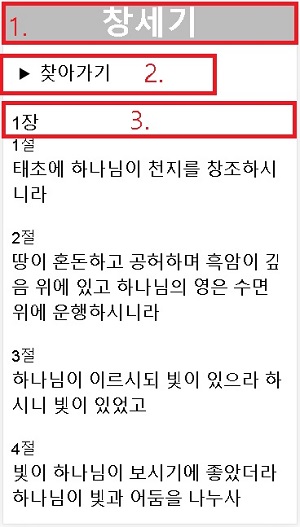 1. 창세기
▶ 찾아가기 2.
1장 3.
1절
태초에 하나님이 천지를 창조하시
니라
2절
땅이 혼돈하고 공허하며 흑암이 깊
음 위에 있고 하나님의 영은 수면
위에 운행하시니라
3절
하나님이 이르시되 빛이 있으라 하
시니 빛이 있었고
4절
빛이 하나님이 보시기에 좋았더라
하나님이 빛과 어둠을 나누사